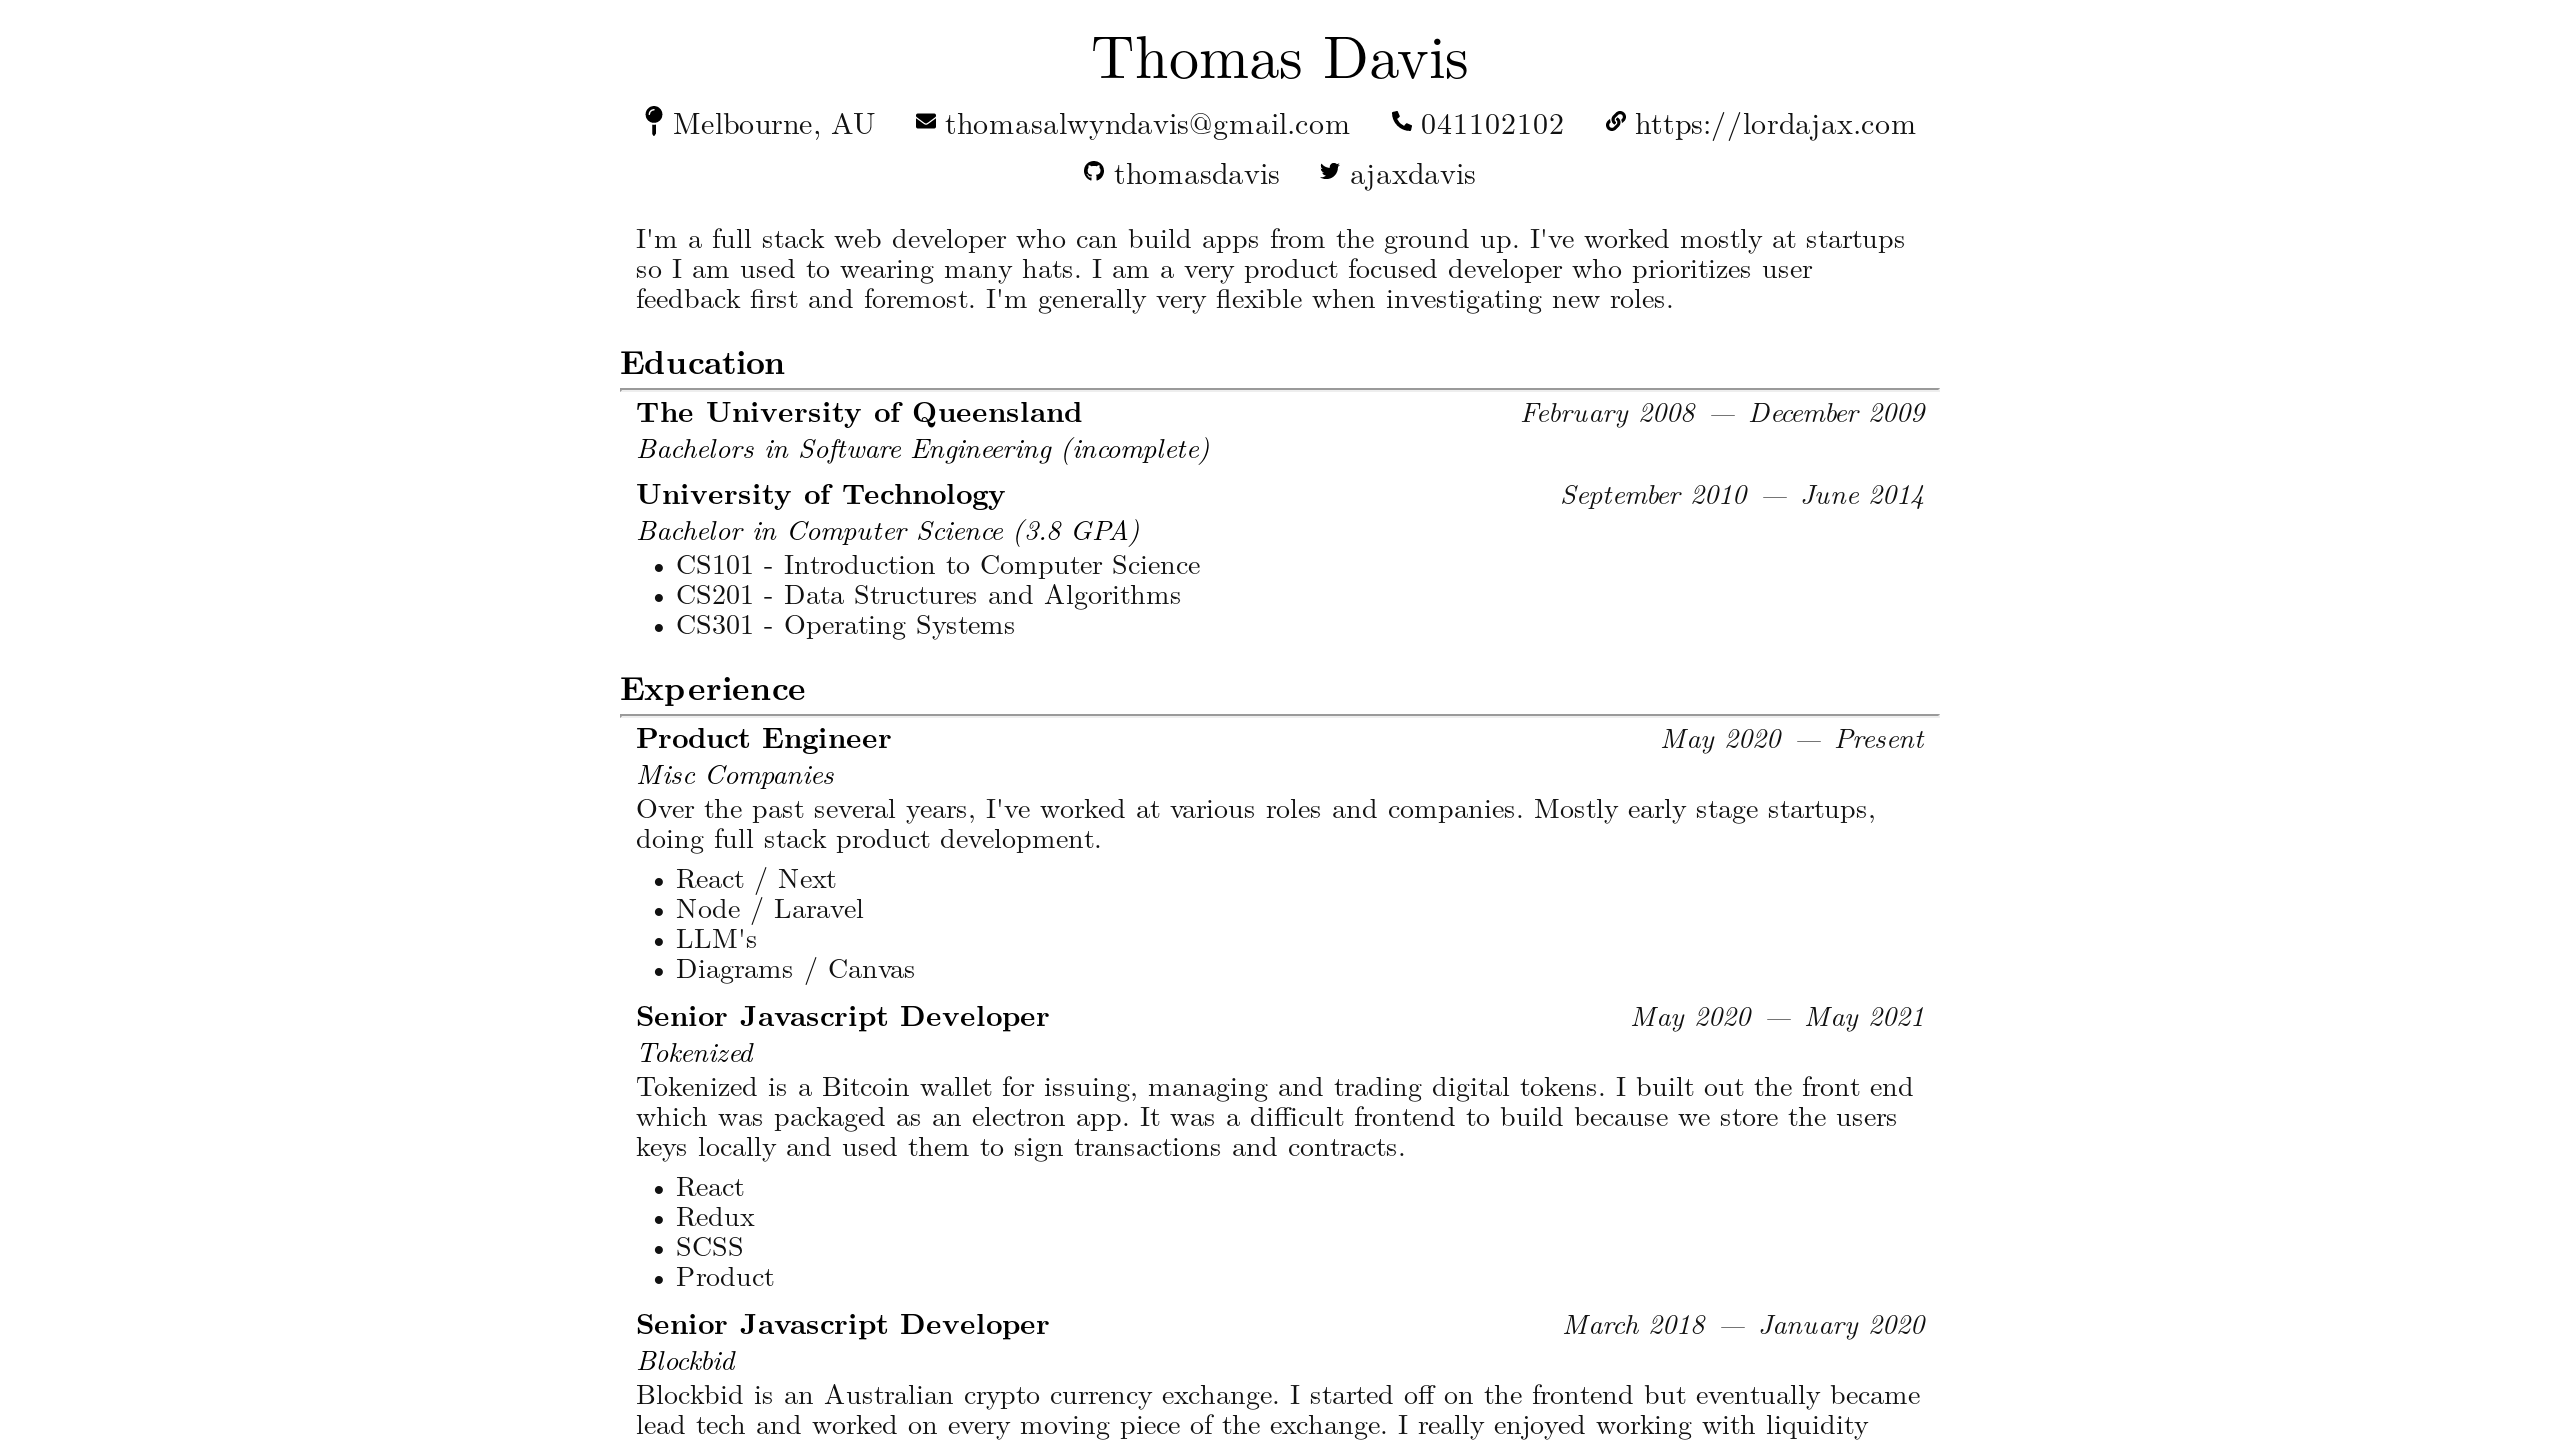 Thomas Davis
Melbourne, AU thomasalwyndavis@gmail.com 041102102 https://lordajax.com
thomasdavis ajaxdavis
I'm a full stack web developer who can build apps from the ground up. I've worked mostly at startups
so I am used to wearing many hats. I am a very product focused developer who prioritizes user
feedback first and foremost. I'm generally very flexible when investigating new roles.
Education
The University of Queensland February 2008 — December 2009
Bachelors in Software Engineering (incomplete)
University of Technology September 2010 — June 2014
Bachelor in Computer Science (3.8 GPA)
• CS101 - Introduction to Computer Science
• CS201 - Data Structures and Algorithms
• CS301 - Operating Systems
Experience
Product Engineer May 2020 — Present
Misc Companies
Over the past several years, I've worked at various roles and companies. Mostly early stage startups,
doing full stack product development.
• React / Next
• Node / Laravel
• LLM's
• Diagrams / Canvas
Senior Javascript Developer May 2020 — May 2021
Tokenized
Tokenized is a Bitcoin wallet for issuing, managing and trading digital tokens. I built out the front end
which was packaged as an electron app. It was a difficult frontend to build because we store the users
keys locally and used them to sign transactions and contracts.
• React
• Redux
• SCSS
• Product
Senior Javascript Developer March 2018 — January 2020
Blockbid
Blockbid is an Australian crypto currency exchange. I started off on the frontend but eventually became
lead tech and worked on every moving piece of the exchange. I really enjoyed working with liquidity